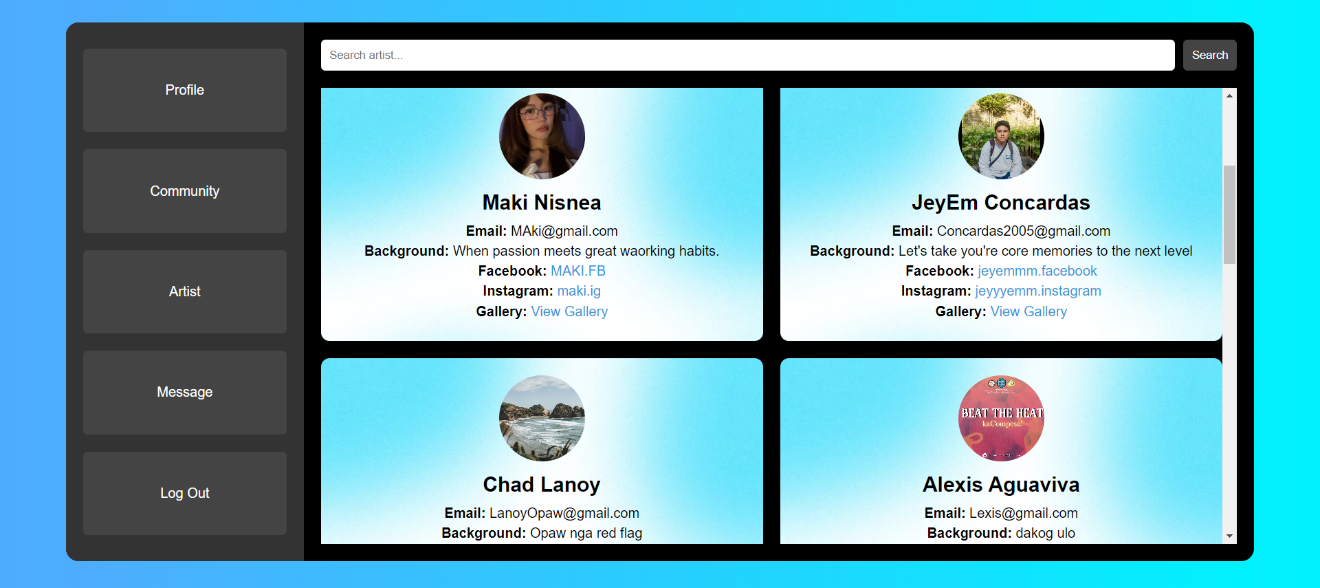 Profile
Community
Artist
Message
Log Out
Search artist...
Search
Maki Nisnea
Email: MAki@gmail.com
Background: When passion meets great waorking habits.
Facebook: MAKI.FB
Instagram: maki.ig
Gallery: View Gallery
JeyEm Concardas
Email: Concardas2005@gmail.com
Background: Let's take you're core memories to the next level
Facebook: jeyemmm.facebook
Instagram: jeyyyemm.instagram
Gallery: View Gallery
Chad Lanoy
Email: LanoyOpaw@gmail.com
Background: Opaw nga red flag
BEAT THE HEAT
Alexis Aguaviva
Email: Lexis@gmail.com
Background: dakog ulo